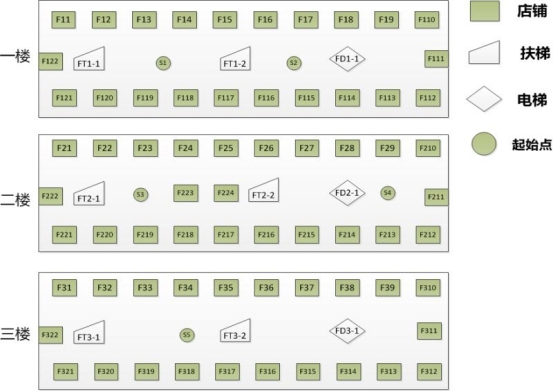 F11 F12 F13 F14 F15 F16 F17 F18 F19 F110
一楼 F122 FT1-1 S1 FT1-2 S2 FD1-1 F111
F121 F120 F119 F118 F117 F116 F115 F114 F113 F112
F21 F22 F23 F24 F25 F26 F27 F28 F29 F210
二楼 F222 FT2-1 S3 F223 F224 FT2-2 FD2-1 S4 F211
F221 F220 F219 F218 F217 F216 F215 F214 F213 F212
F31 F32 F33 F34 F35 F36 F37 F38 F39 F310
三楼 F322 FT3-1 S5 FT3-2 FD3-1 F311
F321 F320 F319 F318 F317 F316 F315 F314 F313 F312
店铺
扶梯
电梯
起始点